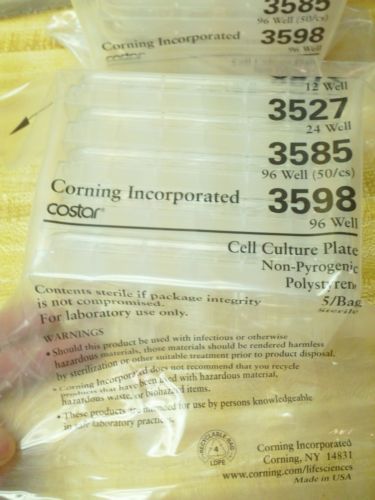 3585
96 Well (50/cs)
Corning Incorporated 3598
costar 96 Well
12 Well
3527
24 Well
3585
96 Well (50/cs)
Corning Incorporated 3598
costar® 96 Well
Cell Culture Plate
Non-Pyrogenic
Polystyrene
5/Bag
Sterile
Contents sterile if package integrity
is not compromised.
For laboratory use only.
WARNINGS
• Should this product be used with infectious or otherwise
hazardous materials, those materials should be rendered harmless
by sterilization or other suitable treatment prior to product disposal.
• Corning Incorporated does not recommend that you recycle
products that have been used with hazardous material,
hazardous waste, or biohazard items.
• These products are intended for use by persons knowledgeable
in safe laboratory practices.
RECYCLABLE BAG
4
LDPE
Corning Incorporated
Corning, NY 14831
www.corning.com/lifesciences
Made in USA